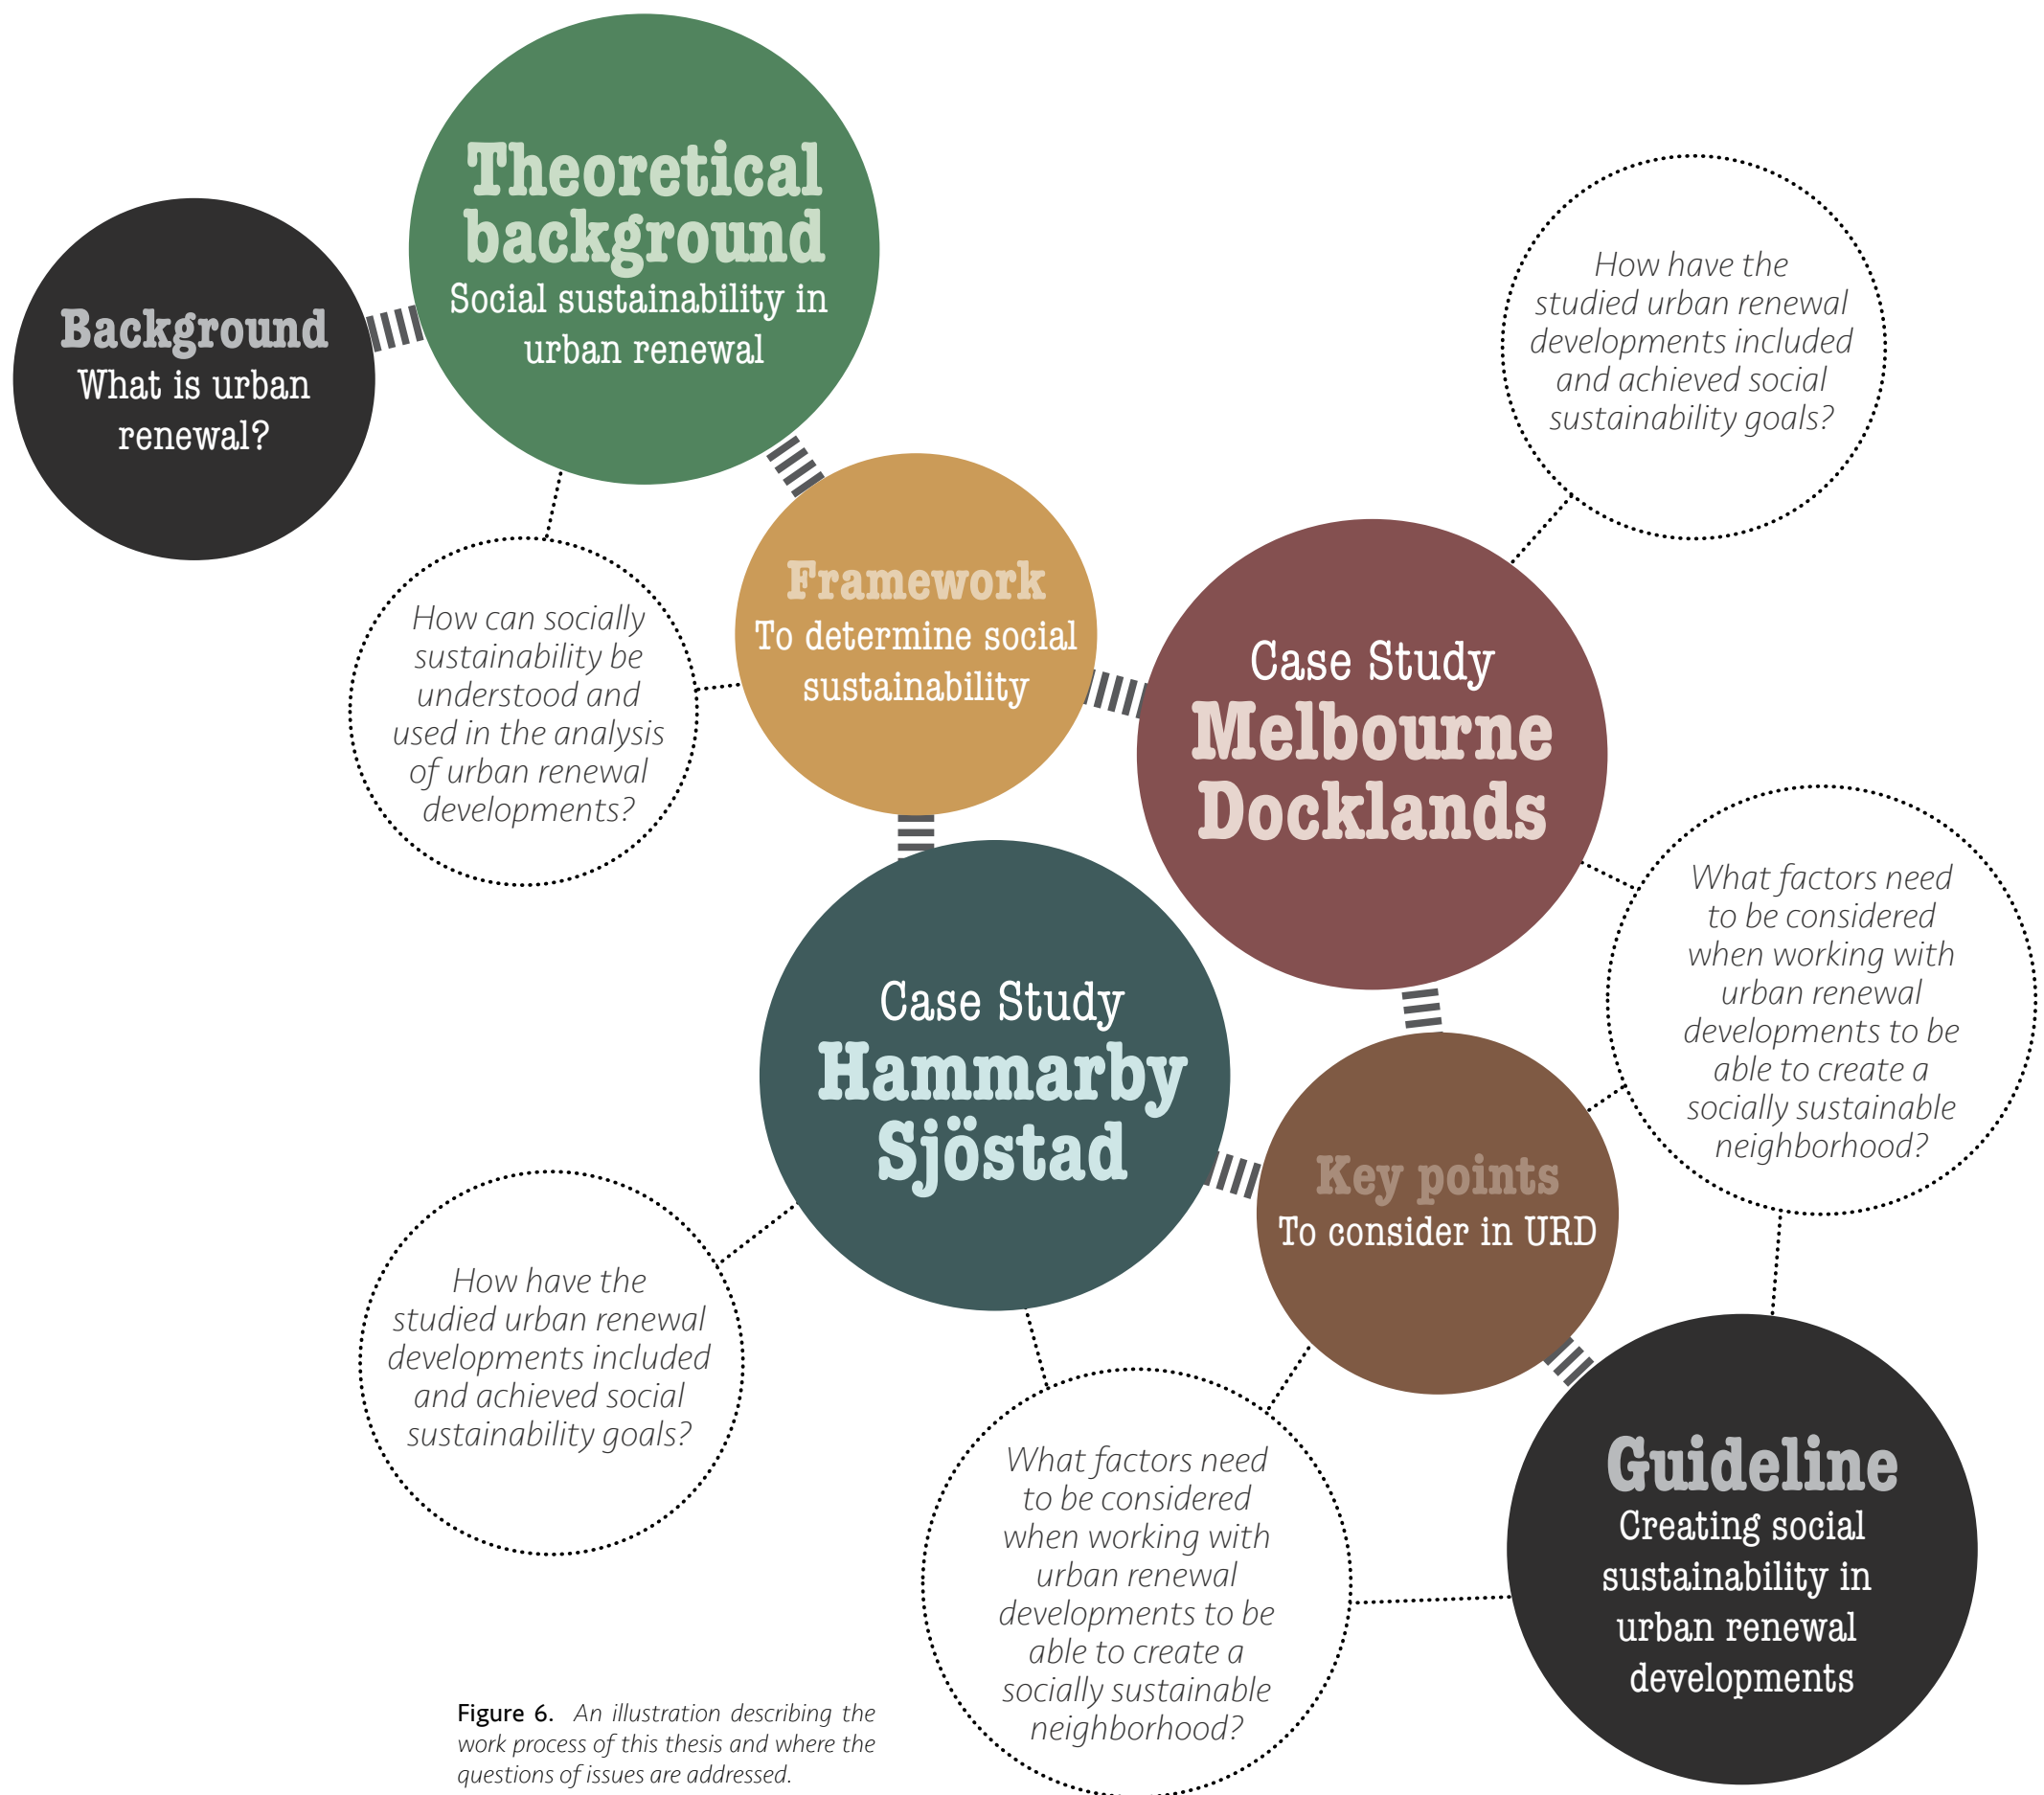 Background
What is urban
renewal?
Theoretical
background
Social sustainability in
urban renewal
How can socially
sustainability be
understood and
used in the analysis
of urban renewal
developments?
Framework
To determine social
sustainability
How have the
studied urban renewal
developments included
and achieved social
sustainability goals?
Case Study
Melbourne
Docklands
What factors need
to be considered
when working with
urban renewal
developments to be
able to create a
socially sustainable
neighborhood?
Case Study
Hammarby
Sjöstad
Key points
To consider in URD
How have the
studied urban renewal
developments included
and achieved social
sustainability goals?
What factors need
to be considered
when working with
urban renewal
developments to be
able to create a
socially sustainable
neighborhood?
Guideline
Creating social
sustainability in
urban renewal
developments
Figure 6. An illustration describing the
work process of this thesis and where the
questions of issues are addressed.